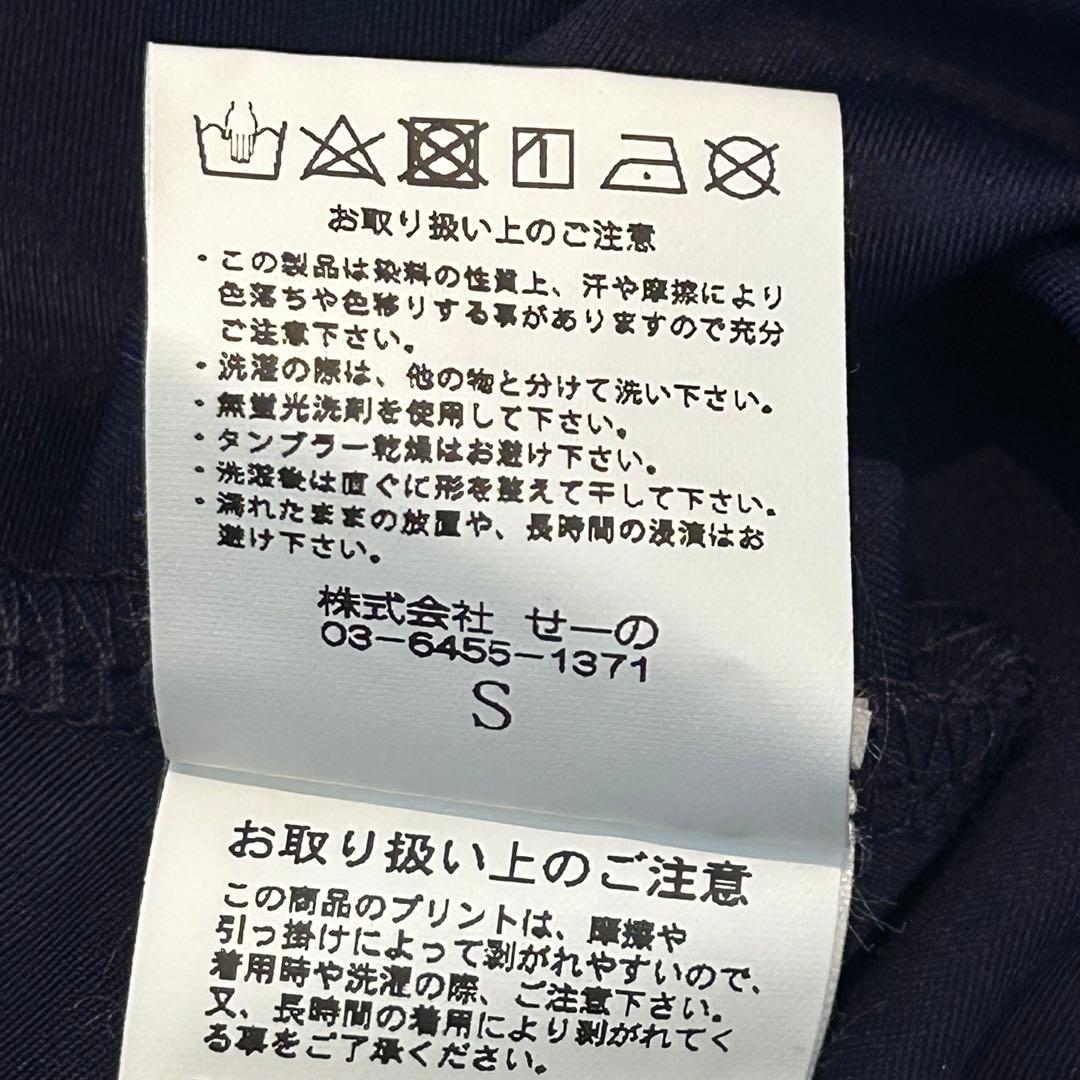 お取り扱い上のご注意
・この製品は染料の性質上、汗や摩擦により
色落ちや色移りする事がありますので充分
ご注意下さい。
・洗濯の際は、他の物と分けて洗い下さい。
・無蛍光洗剤を使用して下さい。
・タンブラー乾燥はお避け下さい。
・洗濯後は直ぐに形を整えて干して下さい。
・濡れたままの放置や、長時間の浸漬はお
避け下さい。
株式会社 せーの
03-6455-1371
S
お取り扱い上のご注意
この商品のプリントは、摩擦や
引っ掛けによって剥がれやすいので、
着用時や洗濯の際、ご注意下さい。
又、長時間の着用により剥がれてく
る事をご了承ください。